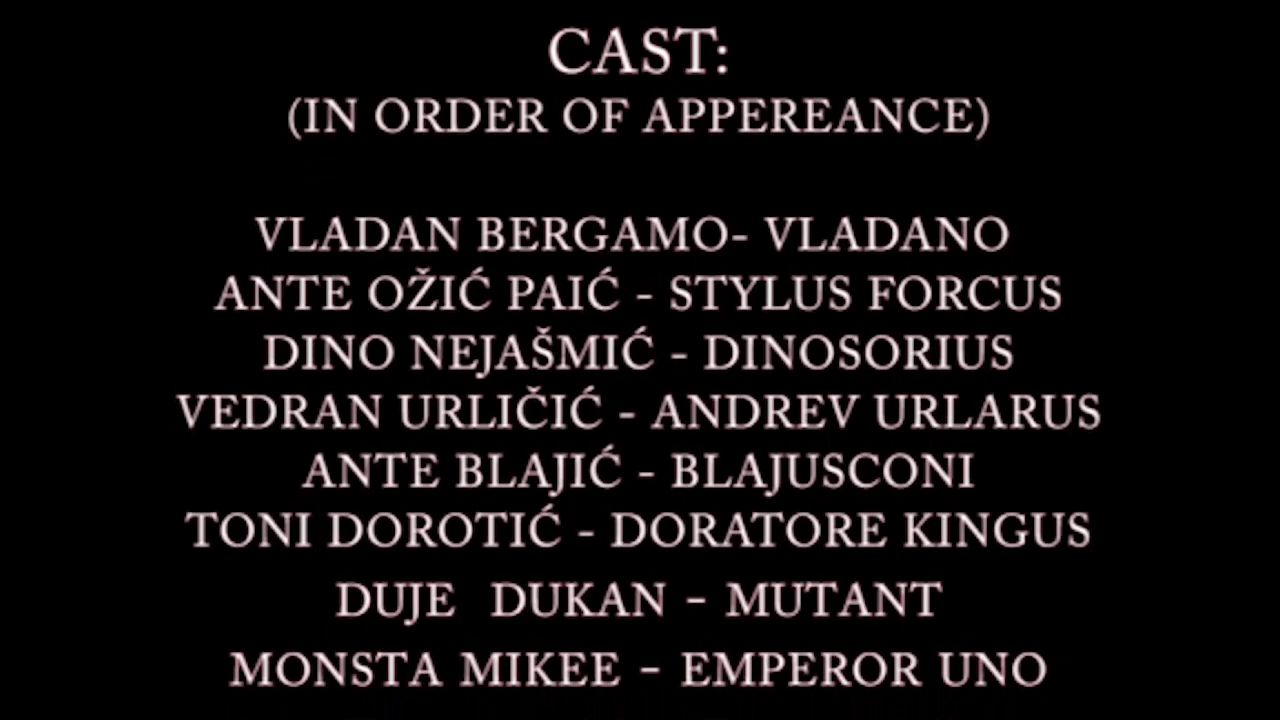 CAST:
(IN ORDER OF APPEREANCE)
VLADAN BERGAMO- VLADANO
ANTE OŽIĆ PAIĆ - STYLUS FORCUS
DINO NEJAŠMIĆ - DINOSORIUS
VEDRAN URLIČIĆ - ANDREV URLARUS
ANTE BLAJIĆ - BLAJUSCONI
TONI DOROTIĆ - DORATORE KINGUS
DUJE DUKAN - MUTANT
MONSTA MIKEE - EMPEROR UNO